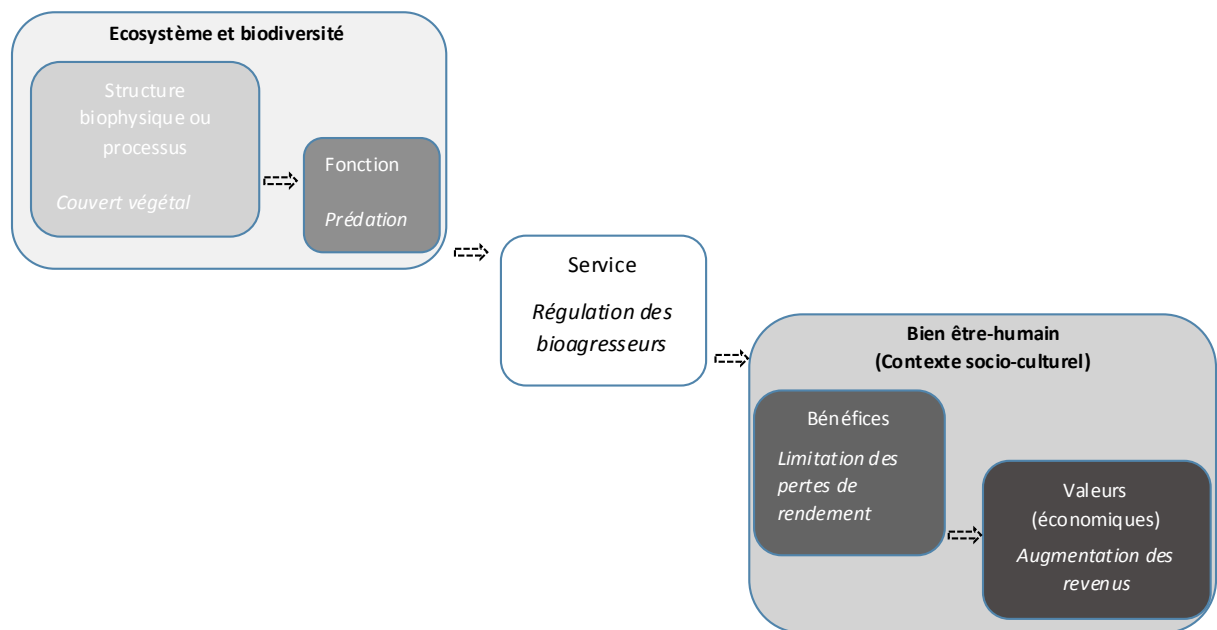 Ecosystème et biodiversité
Structure
biophysique ou
processus
Couvert végétal
Fonction
Prédation
Service
Régulation des
bioagresseurs
Bien être-humain
(Contexte socio-culturel)
Bénéfices
Limitation des
pertes de
rendement
Valeurs
(économiques)
Augmentation des
revenus